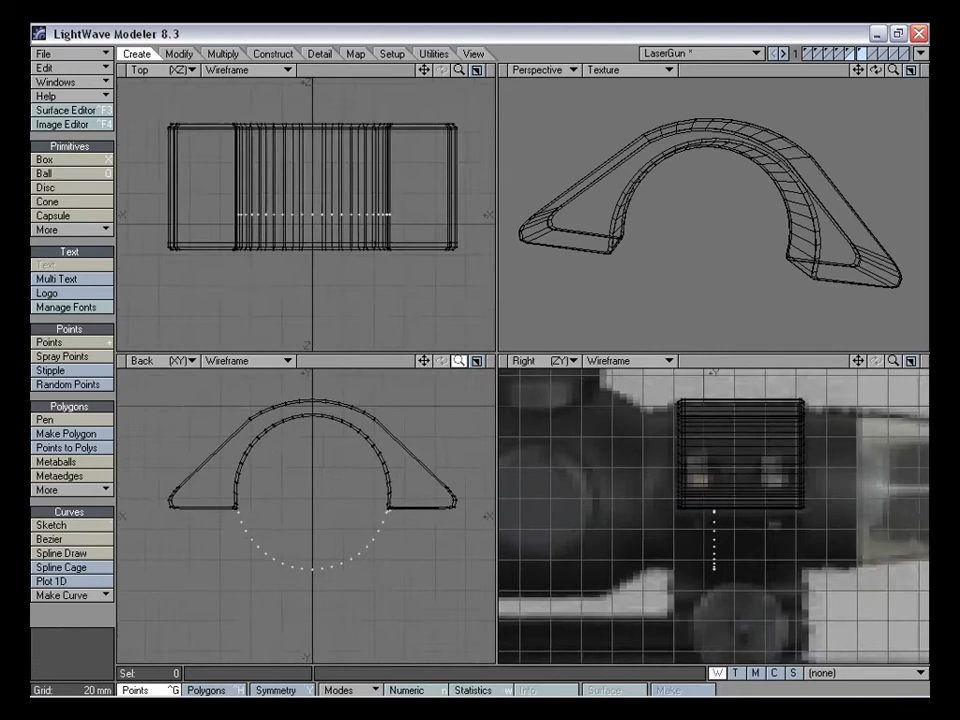 LightWave Modeler 8.3
File
Edit
Windows
Help
Surface Editor ^F3
Image Editor ^F4
Primitives
Box X
Ball O
Disc
Cone
Capsule
More
Text
Text
Multi Text
Logo
Manage Fonts
Points
Points +
Spray Points
Stipple
Random Points
Polygons
Pen
Make Polygon
Points to Polys
Metaballs
Metaedges
More
Curves
Sketch
Bezier
Spline Draw
Spline Cage
Plot 1D
Make Curve
Create Modify Multiply Construct Detail Map Setup Utilities View LaserGun * 1
Top (XZ) Wireframe
Perspective Texture
Back (XY) Wireframe
Right (ZY) Wireframe
Sel: 0 W T M C S (none)
Grid: 20 mm Points ^G Polygons ^H Symmetry Y Modes Numeric n Statistics w Info Surface Make